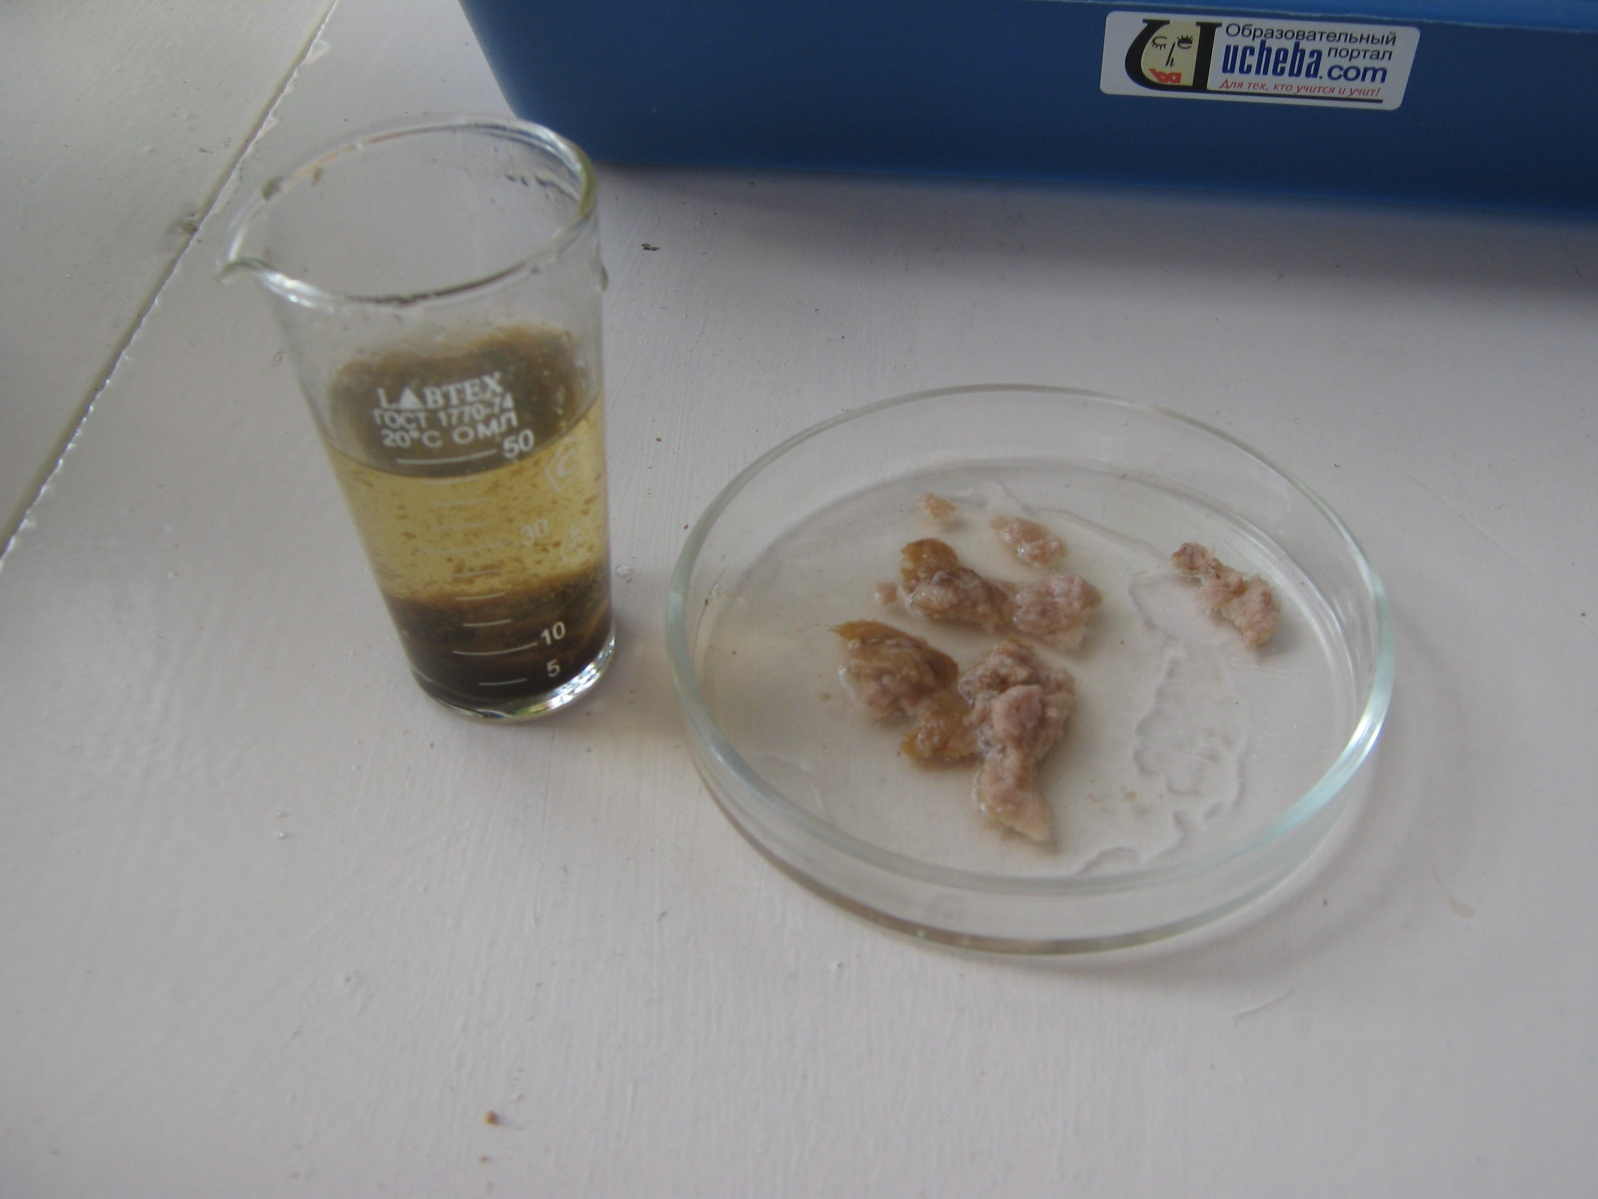 Образовательный
портал
ucheba.com
Для тех, кто учится и учит!
LABTEX
ГОСТ 1770-74
20°C ОМЛ
50
30
10
5